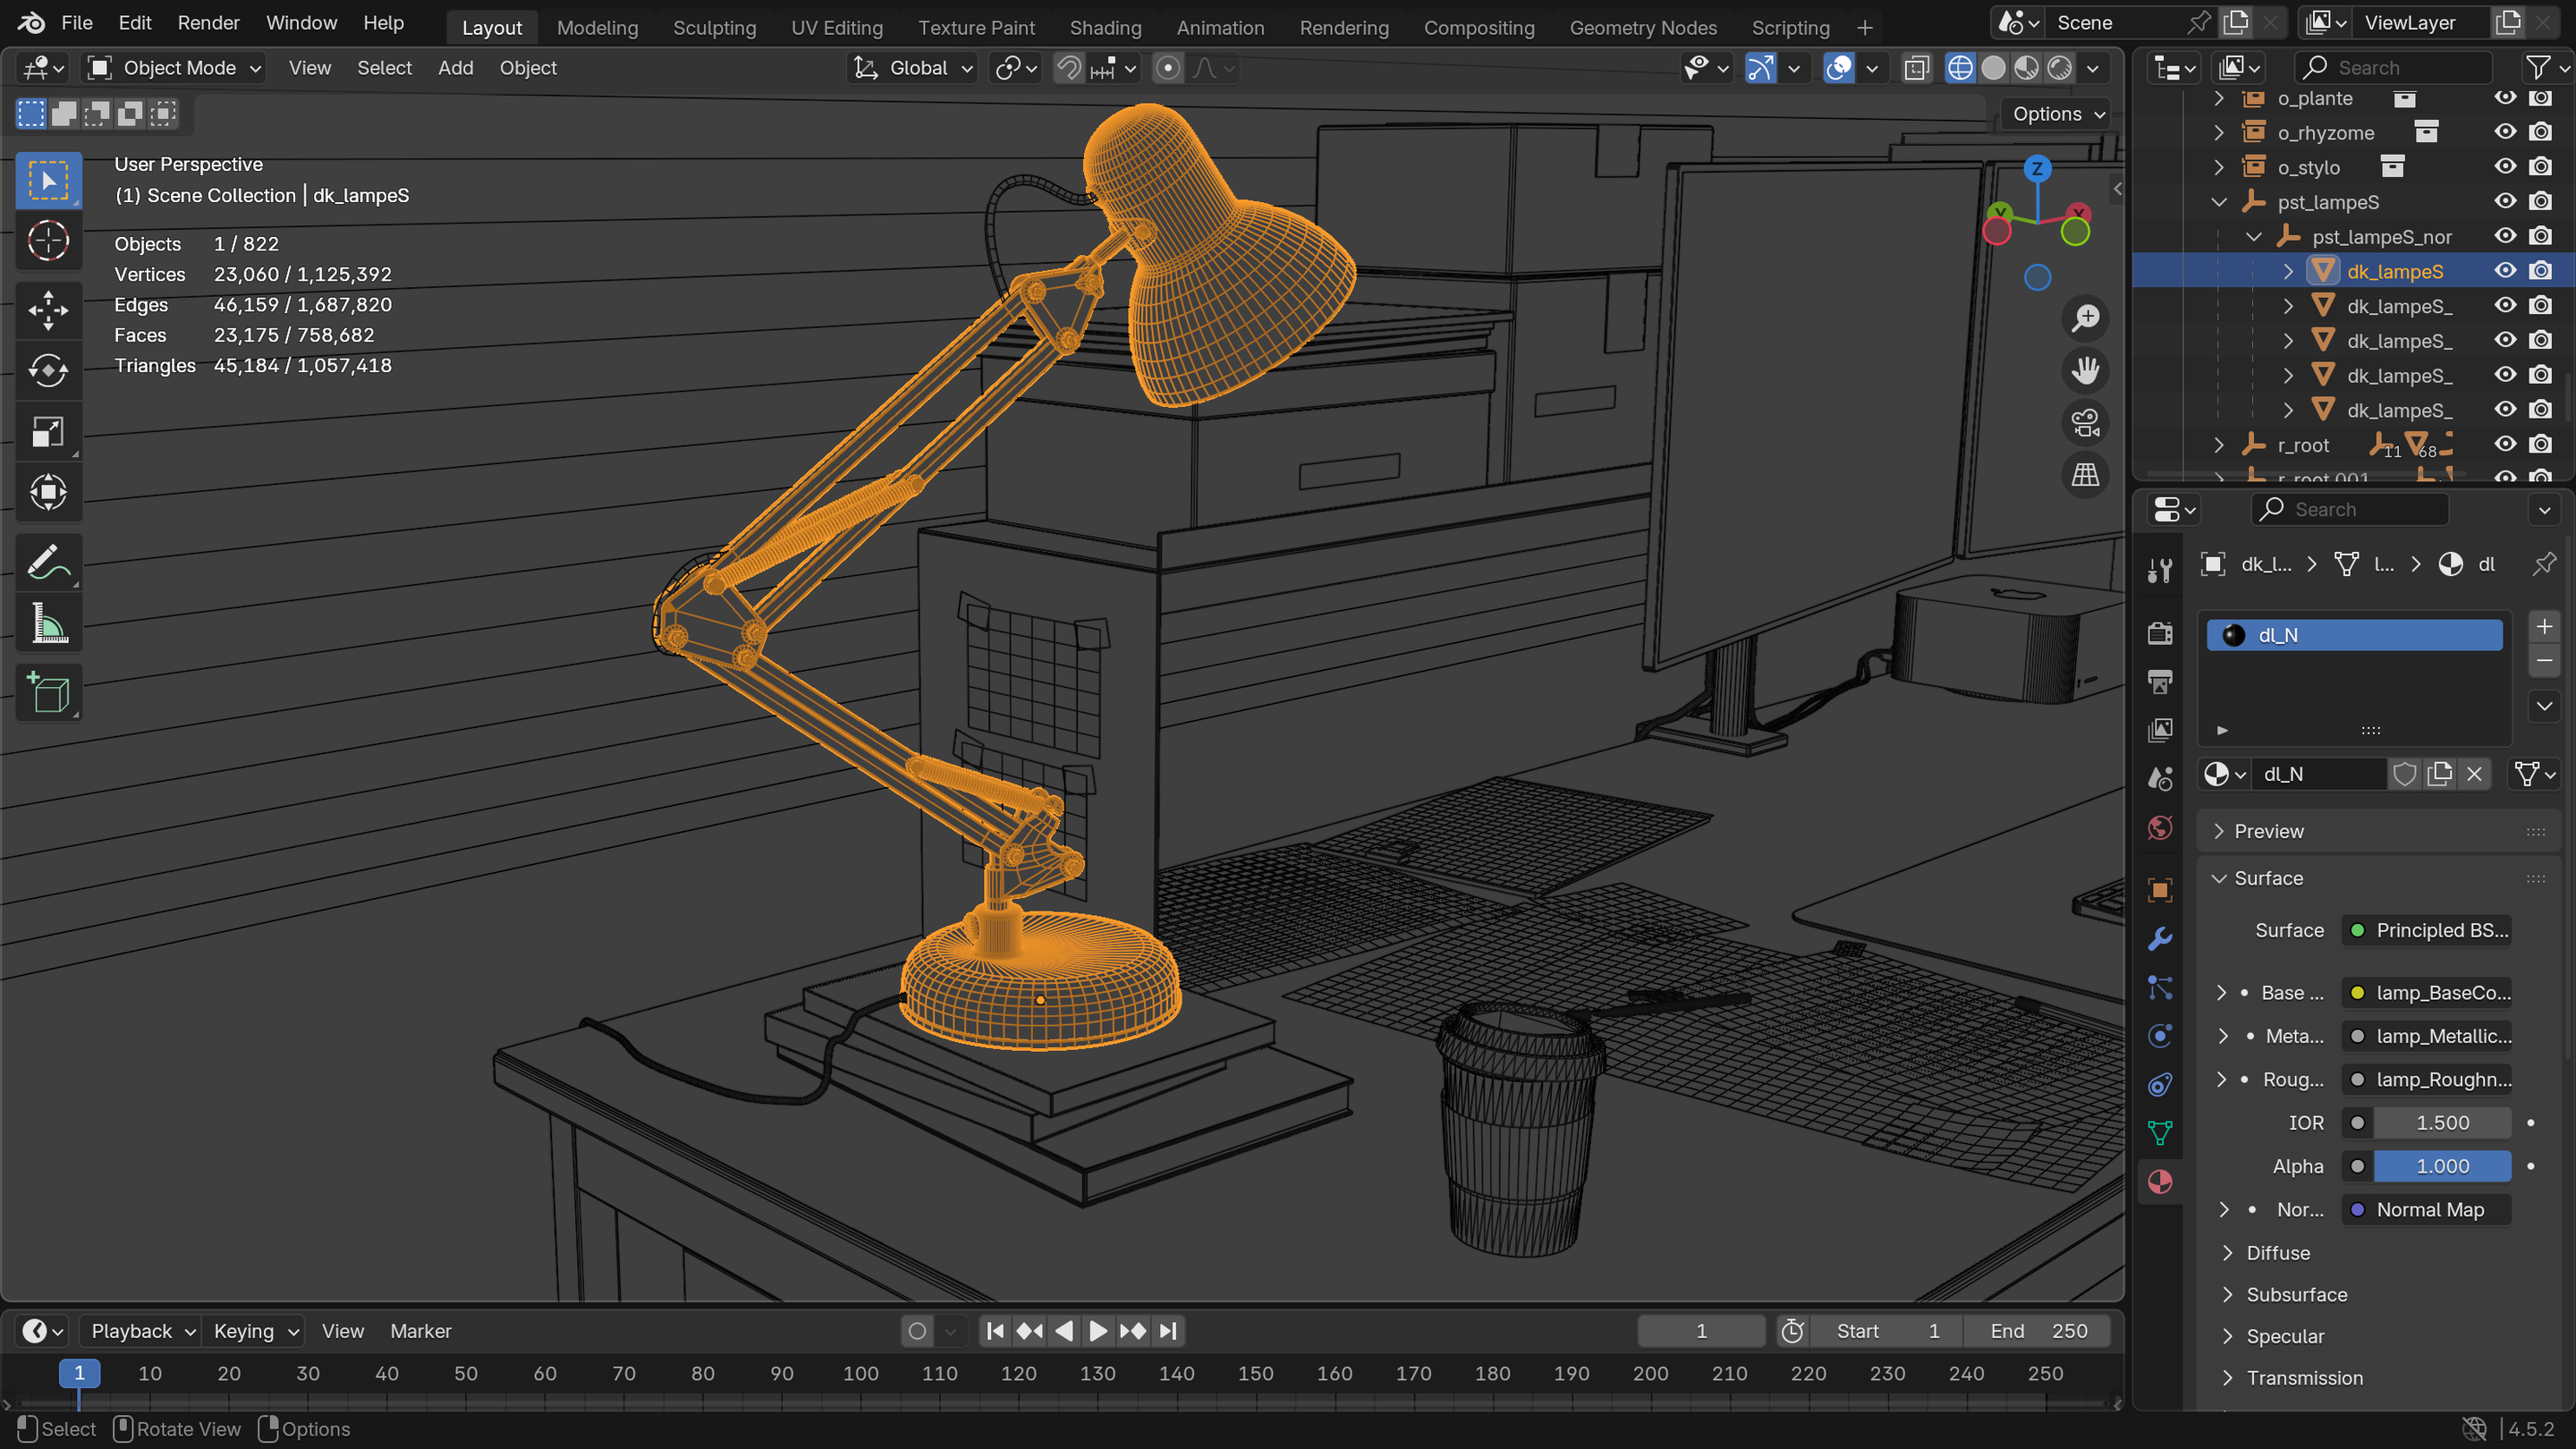 File Edit Render Window Help Layout Modeling Sculpting UV Editing Texture Paint Shading Animation Rendering Compositing Geometry Nodes Scripting + Scene ViewLayer
Object Mode View Select Add Object Global Search
Options
User Perspective
(1) Scene Collection | dk_lampeS
Objects 1 / 822
Vertices 23,060 / 1,125,392
Edges 46,159 / 1,687,820
Faces 23,175 / 758,682
Triangles 45,184 / 1,057,418
Z
Y X
o_plante
o_rhyzome
o_stylo
pst_lampeS
pst_lampeS_nor
dk_lampeS
dk_lampeS_
dk_lampeS_
dk_lampeS_
dk_lampeS_
r_root 11 68
r_root.001
Search
dk_l... > l... > dl
dl_N
dl_N
Preview
Surface
Surface Principled BS...
Base ... lamp_BaseCo...
Meta... lamp_Metallic...
Roug... lamp_Roughn...
IOR 1.500
Alpha 1.000
Nor... Normal Map
Diffuse
Subsurface
Specular
Transmission
Playback Keying View Marker 1 Start 1 End 250
1 10 20 30 40 50 60 70 80 90 100 110 120 130 140 150 160 170 180 190 200 210 220 230 240 250
Select Rotate View Options 4.5.2